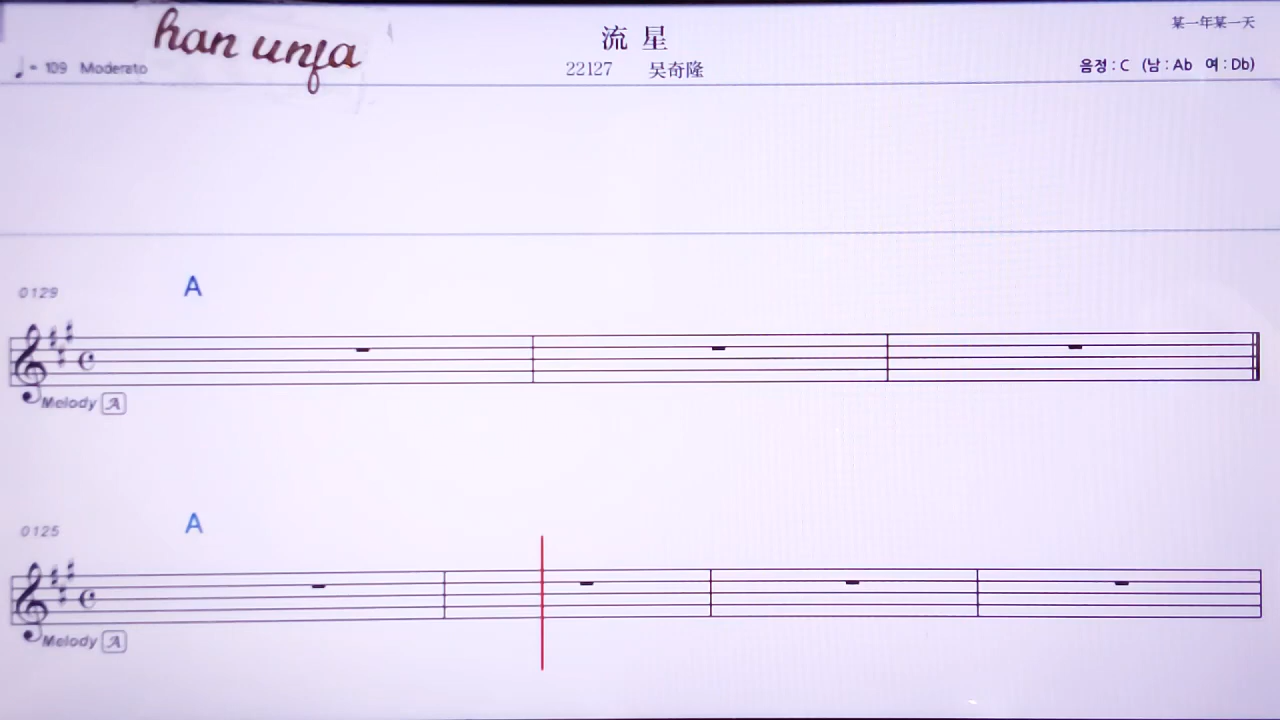 han unfa
流星
某一年某一天
♩= 109 Moderato
22127 吴奇隆
음정 : C (남 : Ab 여 : Db)
0129 A
Melody A
0125 A
Melody A